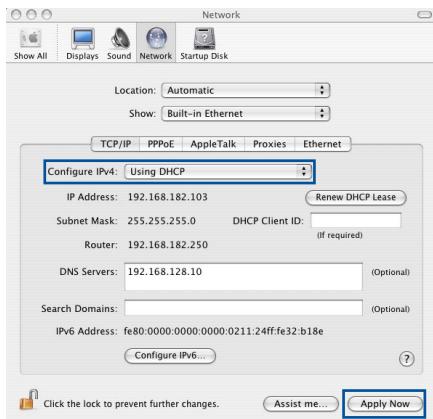 Network
Show All Displays Sound Network Startup Disk
Location: Automatic
Show: Built-in Ethernet
TCP/IP PPPoE AppleTalk Proxies Ethernet
Configure IPv4: Using DHCP
IP Address: 192.168.182.103 Renew DHCP Lease
Subnet Mask: 255.255.255.0 DHCP Client ID:
(If required)
Router: 192.168.182.250
DNS Servers: 192.168.128.10 (Optional)
Search Domains: (Optional)
IPv6 Address: fe80:0000:0000:0000:0211:24ff:fe32:b18e
Configure IPv6... ?
Click the lock to prevent further changes. Assist me... Apply Now